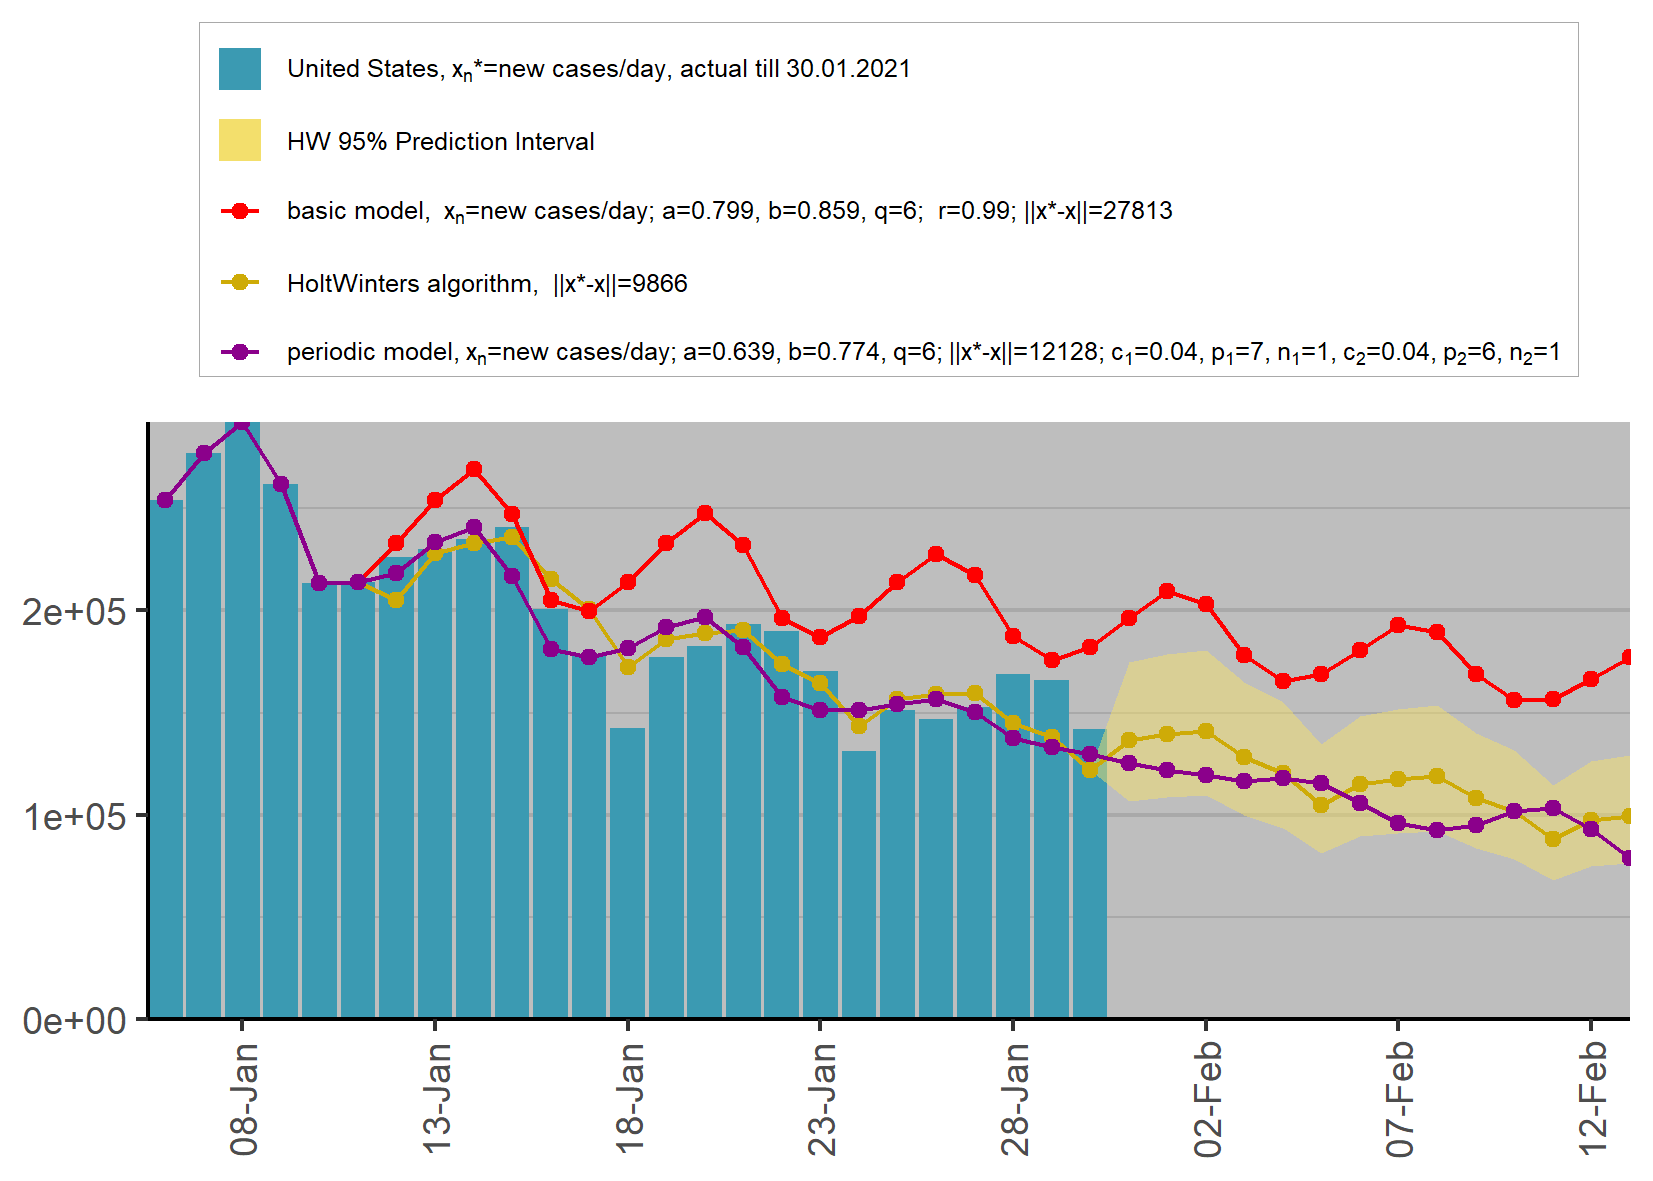 United States, xₙ*=new cases/day, actual till 30.01.2021
HW 95% Prediction Interval
basic model,  xₙ=new cases/day; a=0.799, b=0.859, q=6;  r=0.99; ||x*-x||=27813
HoltWinters algorithm,  ||x*-x||=9866
periodic model, xₙ=new cases/day; a=0.639, b=0.774, q=6; ||x*-x||=12128; c₁=0.04, p₁=7, n₁=1, c₂=0.04, p₂=6, n₂=1
2e+05
1e+05
0e+00
08-Jan
13-Jan
18-Jan
23-Jan
28-Jan
02-Feb
07-Feb
12-Feb